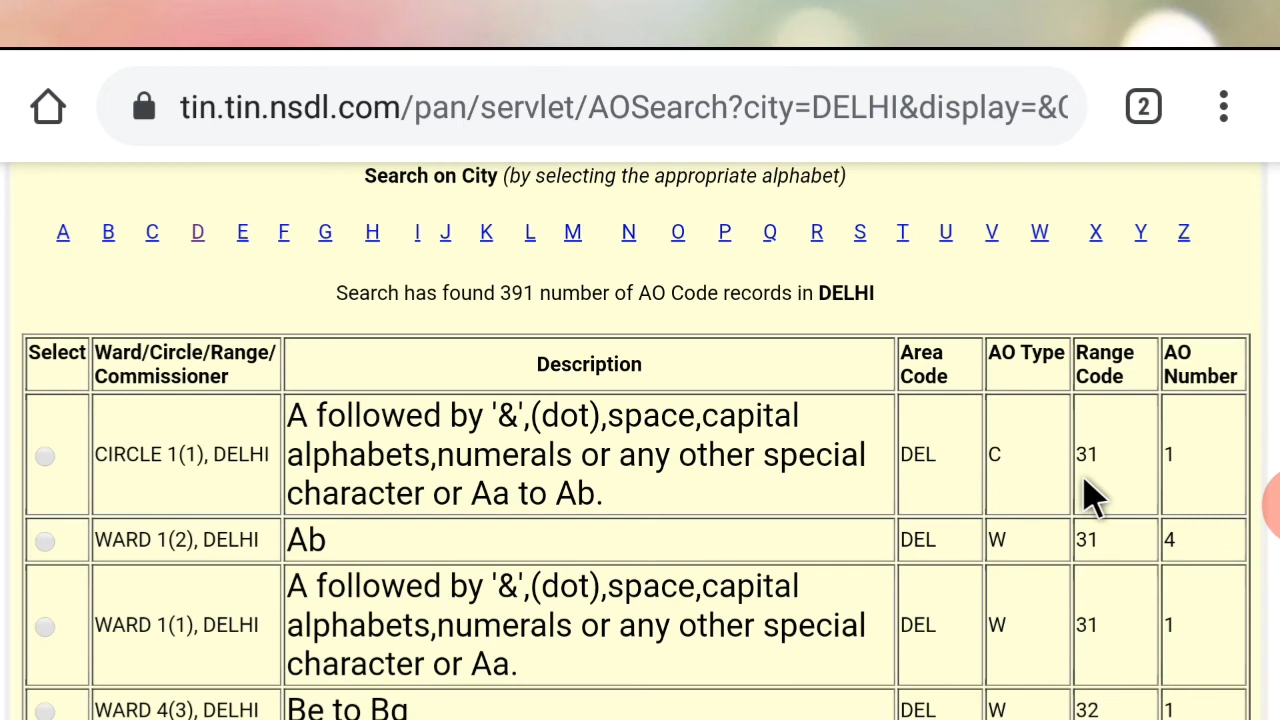 tin.tin.nsdl.com/pan/servlet/AOSearch?city=DELHI&display=&
2
Search on City (by selecting the appropriate alphabet)
A B C D E F G H I J K L M N O P Q R S T U V W X Y Z
Search has found 391 number of AO Code records in DELHI
Select Ward/Circle/Range/ Commissioner Description Area Code AO Type Range Code AO Number
CIRCLE 1(1), DELHI A followed by '&',(dot),space,capital
alphabets,numerals or any other special
character or Aa to Ab. DEL C 31 1
WARD 1(2), DELHI Ab DEL W 31 4
WARD 1(1), DELHI A followed by '&',(dot),space,capital
alphabets,numerals or any other special
character or Aa. DEL W 31 1
WARD 4(3), DELHI Be to Bg DEL W 32 1